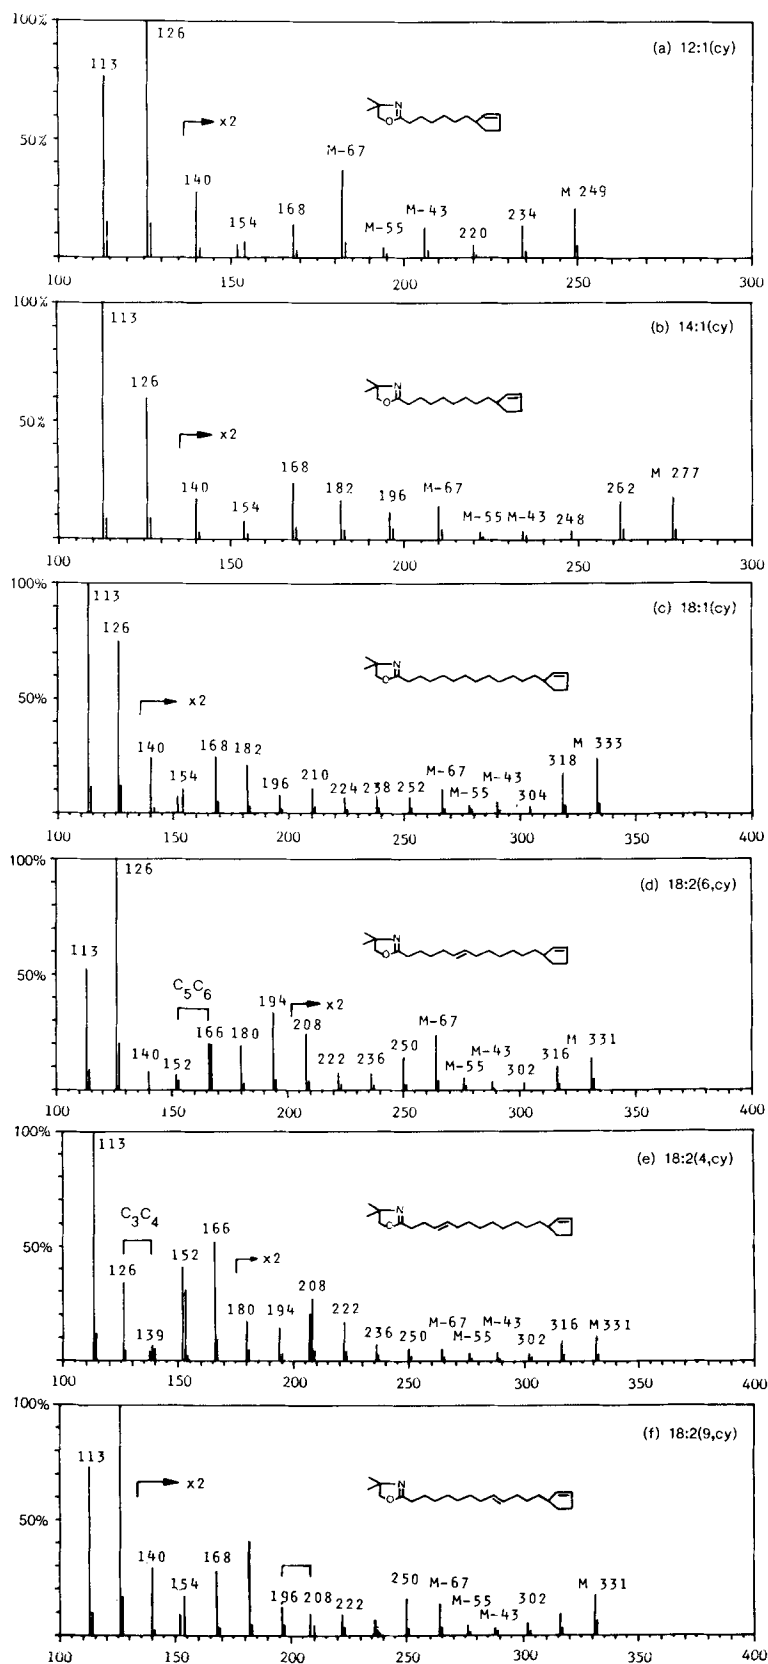 100%
126
(a) 12:1(cy)
113
N
O
x2
50%
M-67
140
154
168
M-55
M-43
220
234
M 249
100 150 200 250 300
100%
113
(b) 14:1(cy)
126
N
O
50%
x2
140
154
168
182
196
M-67
M-55
M-43
248
262
M 277
100 150 200 250 300
100%
113
(c) 18:1(cy)
126
N
O
50%
x2
140
154
168
182
196
210
224
238
252
M-67
M-55
M-43
304
318
M 333
100 150 200 250 300 350 400
100%
126
(d) 18:2(6,cy)
113
N
O
50%
C5C6
x2
140
152
166
180
194
208
222
236
250
M-67
M-55
M-43
302
316
M 331
100 150 200 250 300 350 400
100%
113
(e) 18:2(4,cy)
N
C3C4
50%
x2
126
139
152
166
180
194
208
222
236
250
M-67
M-55
M-43
302
316
M331
100 150 200 250 300 350 400
100%
(f) 18:2(9,cy)
113
N
O
50%
x2
140
154
168
196
208
222
250
M-67
M-55
M-43
302
M 331
100 150 200 250 300 350 400